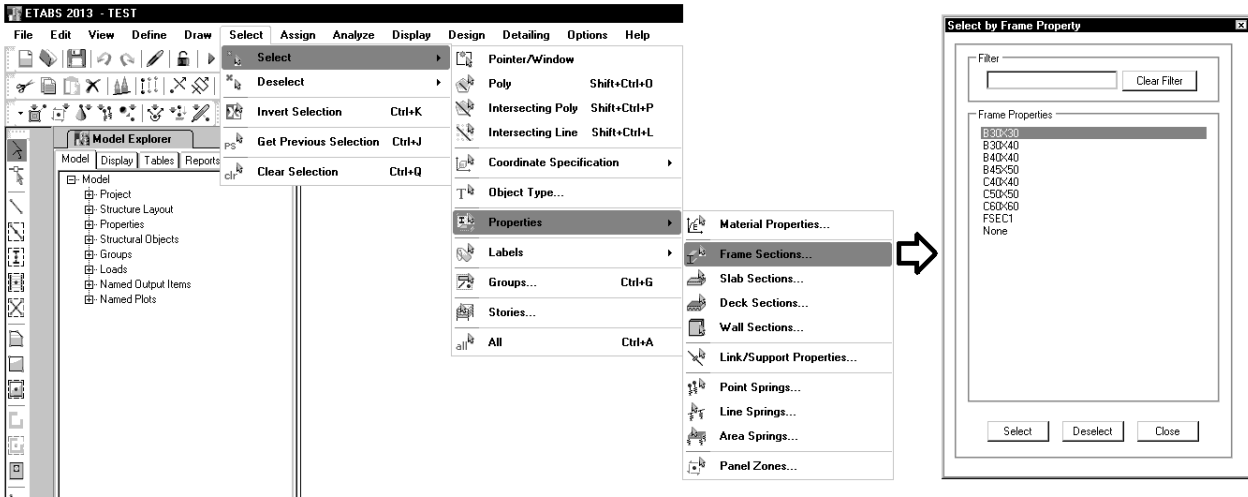 ETABS 2013 - TEST
File Edit View Define Draw Select Assign Analyze Display Design Detailing Options Help
Model Explorer
Model Display Tables Reports
Model
Project
Structure Layout
Properties
Structural Objects
Groups
Loads
Named Output Items
Named Plots
Select
Deselect
Invert Selection Ctrl+K
PS Get Previous Selection Ctrl+J
clr Clear Selection Ctrl+Q
Pointer/Window
Poly Shift+Ctrl+O
Intersecting Poly Shift+Ctrl+P
Intersecting Line Shift+Ctrl+L
Coordinate Specification
Object Type...
Properties
Labels
Groups... Ctrl+G
Stories...
all All Ctrl+A
Material Properties...
Frame Sections...
Slab Sections...
Deck Sections...
Wall Sections...
Link/Support Properties...
Point Springs...
Line Springs...
Area Springs...
Panel Zones...
Select by Frame Property
Filter
Clear Filter
Frame Properties
B30X30
B30X40
B40X40
B45X50
C40X40
C50X50
C60X60
FSEC1
None
Select Deselect Close